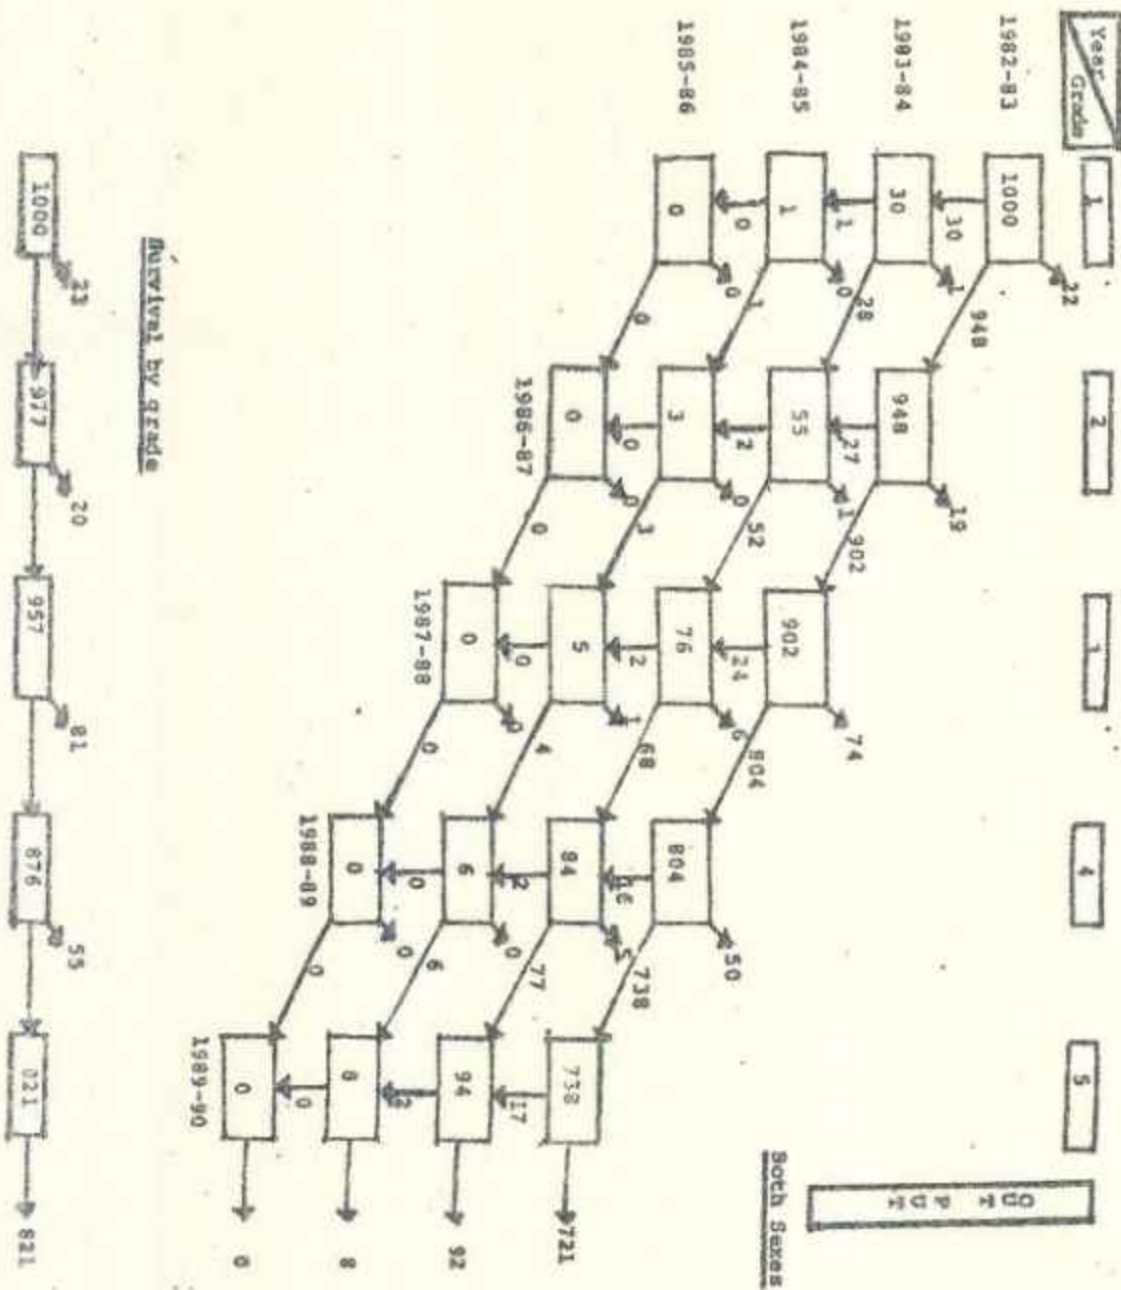 Year Grade 1 2 3 4 5 OUT PUT
Both Sexes
22
1982-83 1000
30 1 948 19
1983-84 30 948
1 0 28 27 1 902 74
1984-85 1 55 902
0 0 1 2 0 52 24 6 804 50
1985-86 0 3 76 804
0 0 3 2 1 68 16 5 738
1986-87 0 5 84 738 721
0 0 0 4 2 0 77 17
1987-88 0 6 94 92
0 0 0 6 2
1988-89 0 8 8
0 0
1989-90 0 0
Survival by grade
23 20 81 55
1000 977 957 876 821 821